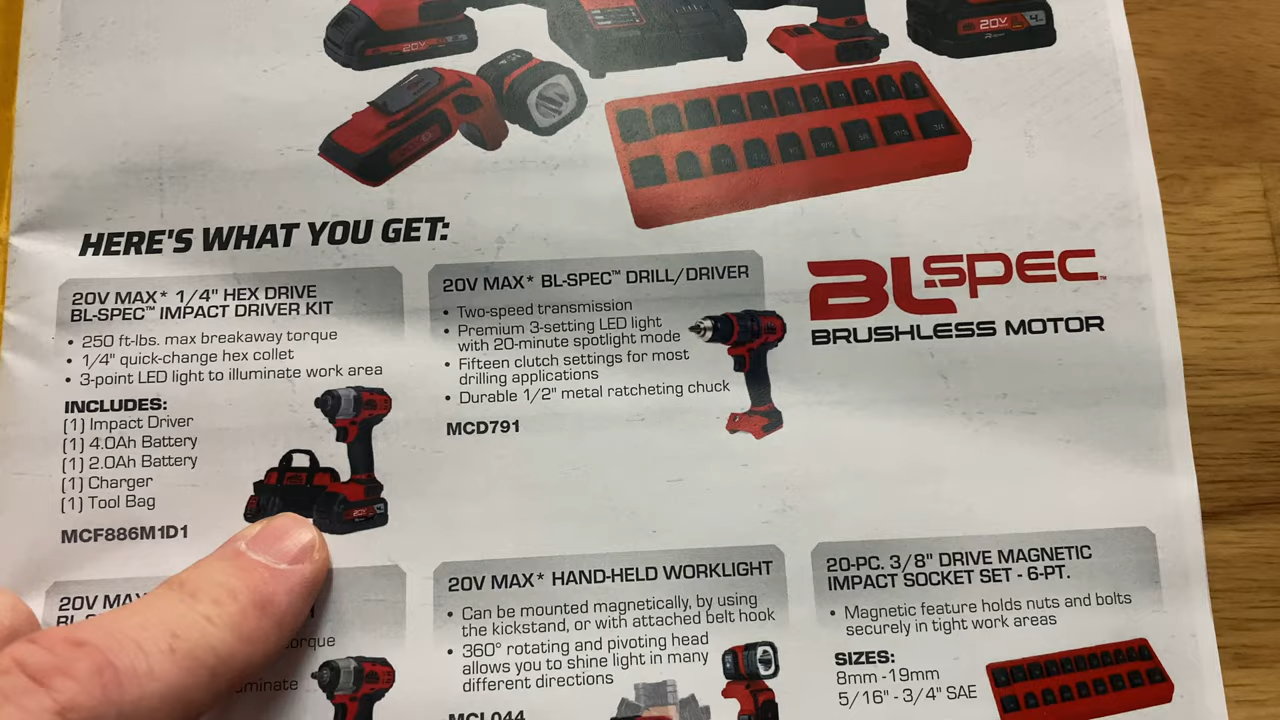 20V
20V 4
HERE'S WHAT YOU GET:
20V MAX* 1/4" HEX DRIVE
BL-SPEC™ IMPACT DRIVER KIT
• 250 ft-lbs. max breakaway torque
• 1/4" quick-change hex collet
• 3-point LED light to illuminate work area
INCLUDES:
(1) Impact Driver
(1) 4.0Ah Battery
(1) 2.0Ah Battery
(1) Charger
(1) Tool Bag
MCF886M1D1
20V MAX* BL-SPEC™ DRILL/DRIVER
• Two-speed transmission
• Premium 3-setting LED light
with 20-minute spotlight mode
• Fifteen clutch settings for most
drilling applications
• Durable 1/2" metal ratcheting chuck
MCD791
BLSPEC™
BRUSHLESS MOTOR
20V
20V MAX* HAND-HELD WORKLIGHT
• Can be mounted magnetically, by using
the kickstand, or with attached belt hook
• 360° rotating and pivoting head
allows you to shine light in many
different directions
MCL044
20-PC. 3/8" DRIVE MAGNETIC
IMPACT SOCKET SET - 6-PT.
• Magnetic feature holds nuts and bolts
securely in tight work areas
SIZES:
8mm -19mm
5/16" - 3/4" SAE